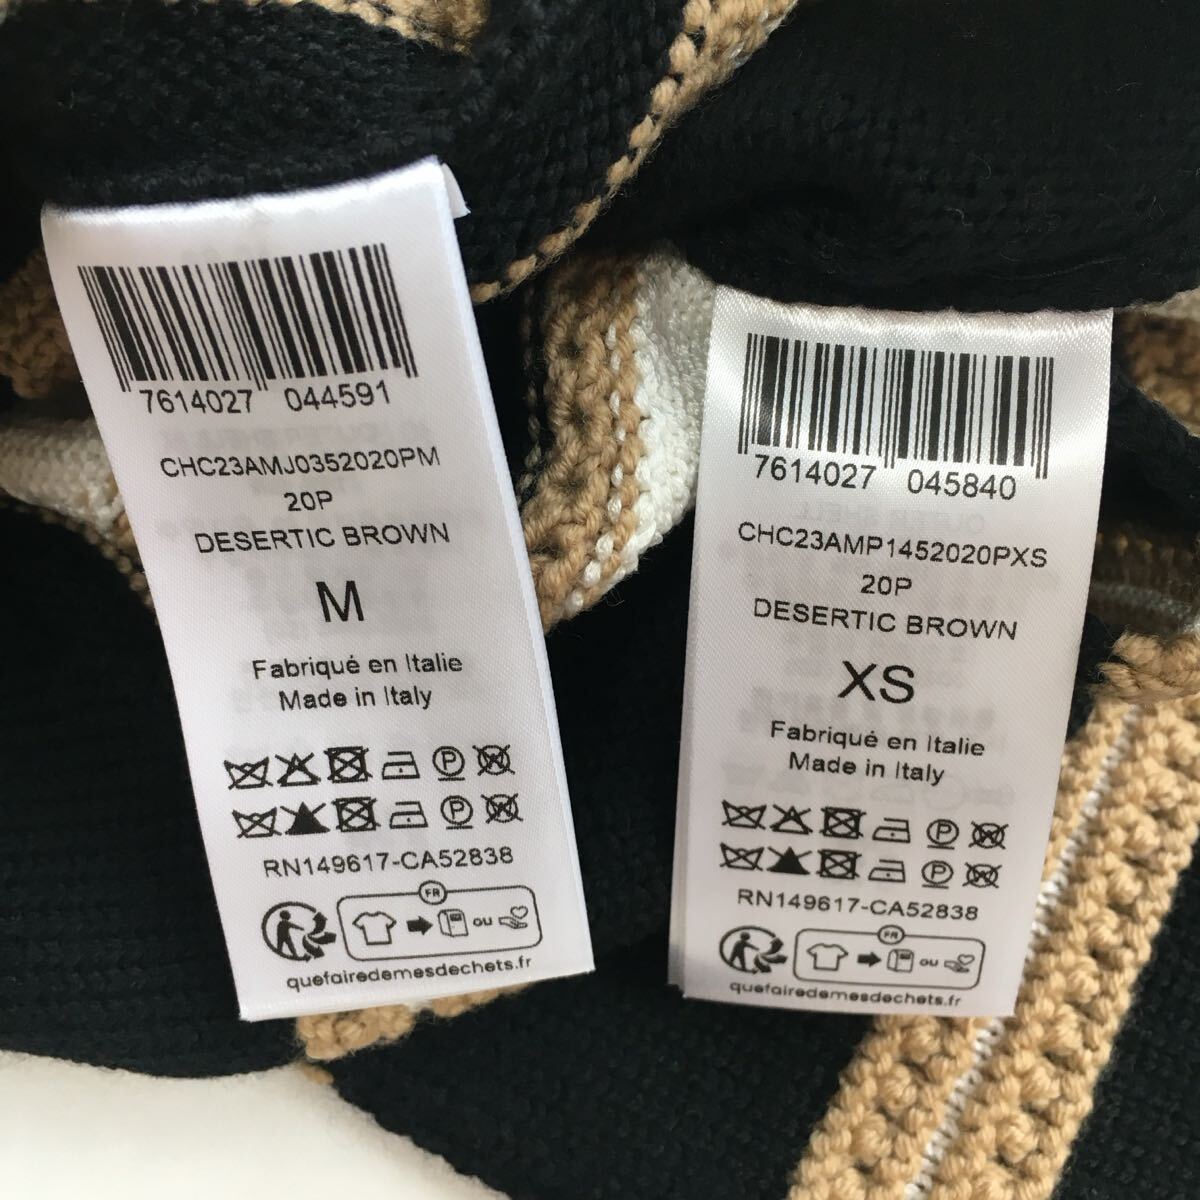 7614027 044591
CHC23AMJ0352020PM
20P
DESERTIC BROWN
M
Fabriqué en Italie
Made in Italy
RN149617-CA52838
FR
OU
quefairedemesdechets.fr
7614027 045840
CHC23AMP1452020PXS
20P
DESERTIC BROWN
XS
Fabriqué en Italie
Made in Italy
RN149617-CA52838
FR
OU
quefairedemesdechets.fr